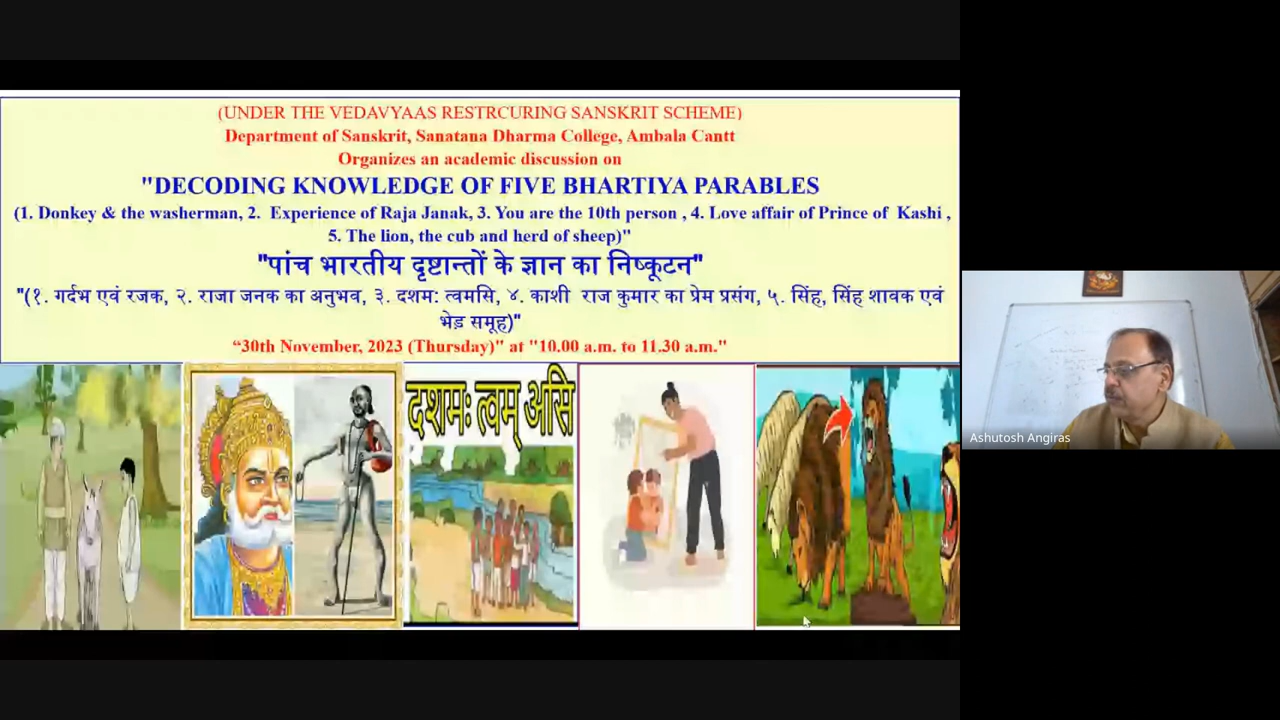 (UNDER THE VEDAVYAAS RESTRCURING SANSKRIT SCHEME)
Department of Sanskrit, Sanatana Dharma College, Ambala Cantt
Organizes an academic discussion on
"DECODING KNOWLEDGE OF FIVE BHARTIYA PARABLES
(1. Donkey & the washerman, 2. Experience of Raja Janak, 3. You are the 10th person , 4. Love affair of Prince of Kashi ,
5. The lion, the cub and herd of sheep)"
"पांच भारतीय दृष्टान्तों के ज्ञान का निष्कूटन"
"(१. गर्दभ एवं रजक, २. राजा जनक का अनुभव, ३. दशम: त्वमसि, ४. काशी राज कुमार का प्रेम प्रसंग, ५. सिंह, सिंह शावक एवं
भेड़ समूह)"
“30th November, 2023 (Thursday)" at "10.00 a.m. to 11.30 a.m."
दशमः त्वम् असि
Ashutosh Angiras